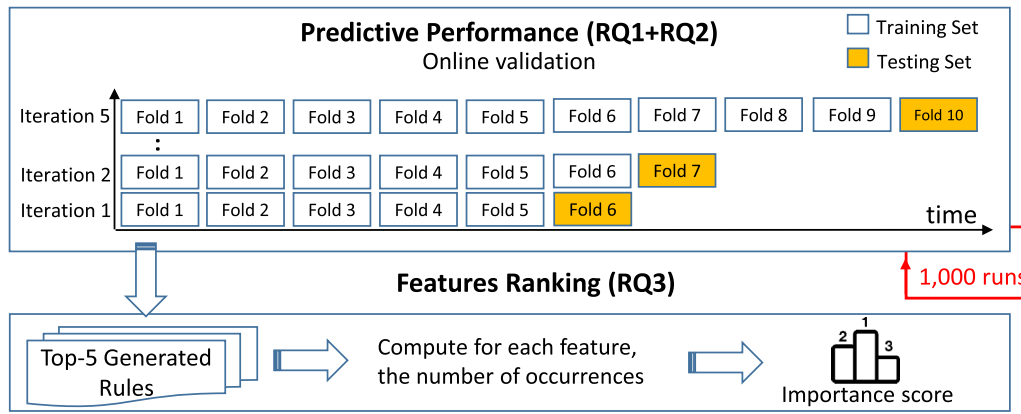 Predictive Performance (RQ1+RQ2)
Online validation
Training Set
Testing Set
Iteration 5 Fold 1 Fold 2 Fold 3 Fold 4 Fold 5 Fold 6 Fold 7 Fold 8 Fold 9 Fold 10
:
Iteration 2 Fold 1 Fold 2 Fold 3 Fold 4 Fold 5 Fold 6 Fold 7
Iteration 1 Fold 1 Fold 2 Fold 3 Fold 4 Fold 5 Fold 6
time
1,000 runs
Features Ranking (RQ3)
Top-5 Generated
Rules
Compute for each feature,
the number of occurrences
1
2
3
Importance score